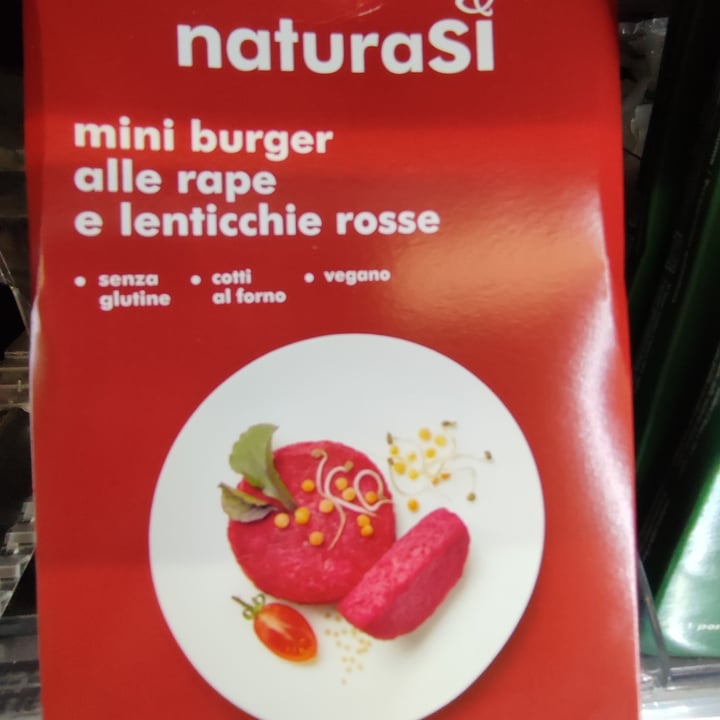 naturaSì
mini burger
alle rape
e lenticchie rosse
• senza glutine
• cotti al forno
• vegano